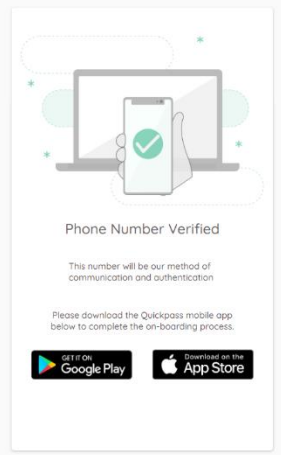 Phone Number Verified
This number will be our method of
communication and authentication
Please download the Quickpass mobile app
below to complete the on-boarding process.
GET IT ON
Google Play
Download on the
App Store